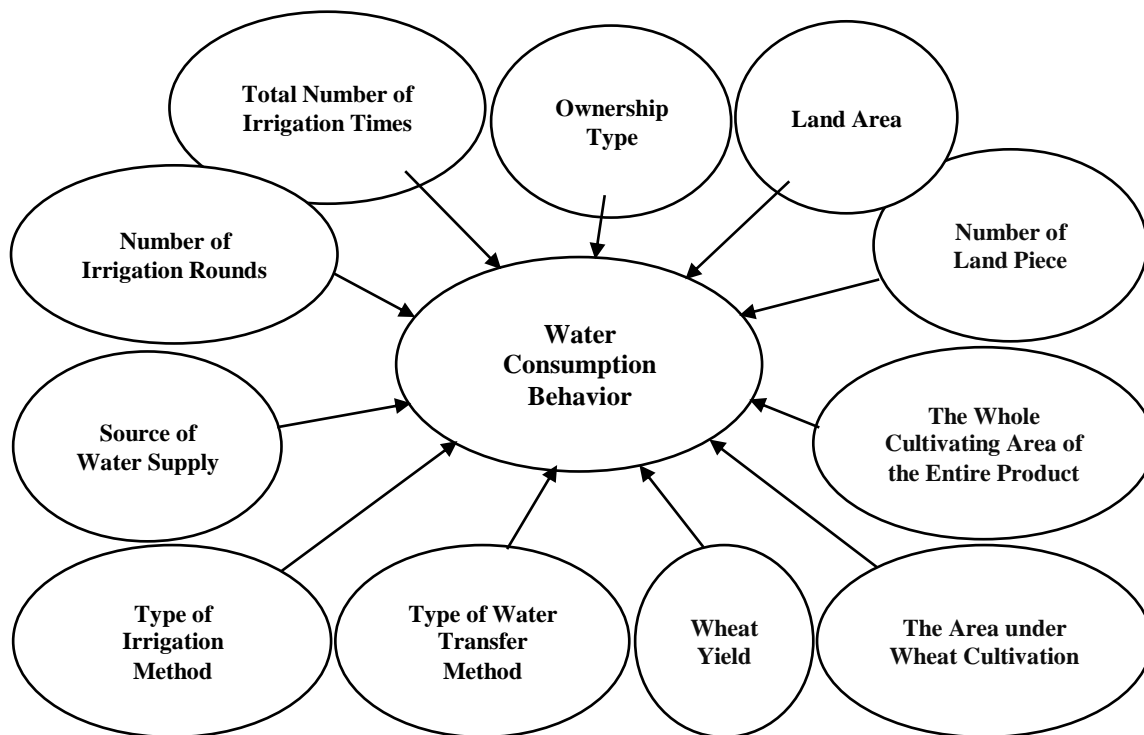 Total Number of
Irrigation Times
Ownership
Type
Land Area
Number of
Irrigation Rounds
Number of
Land Piece
Water
Consumption
Behavior
Source of
Water Supply
The Whole
Cultivating Area of
the Entire Product
Type of
Irrigation
Method
Type of Water
Transfer
Method
Wheat
Yield
The Area under
Wheat Cultivation